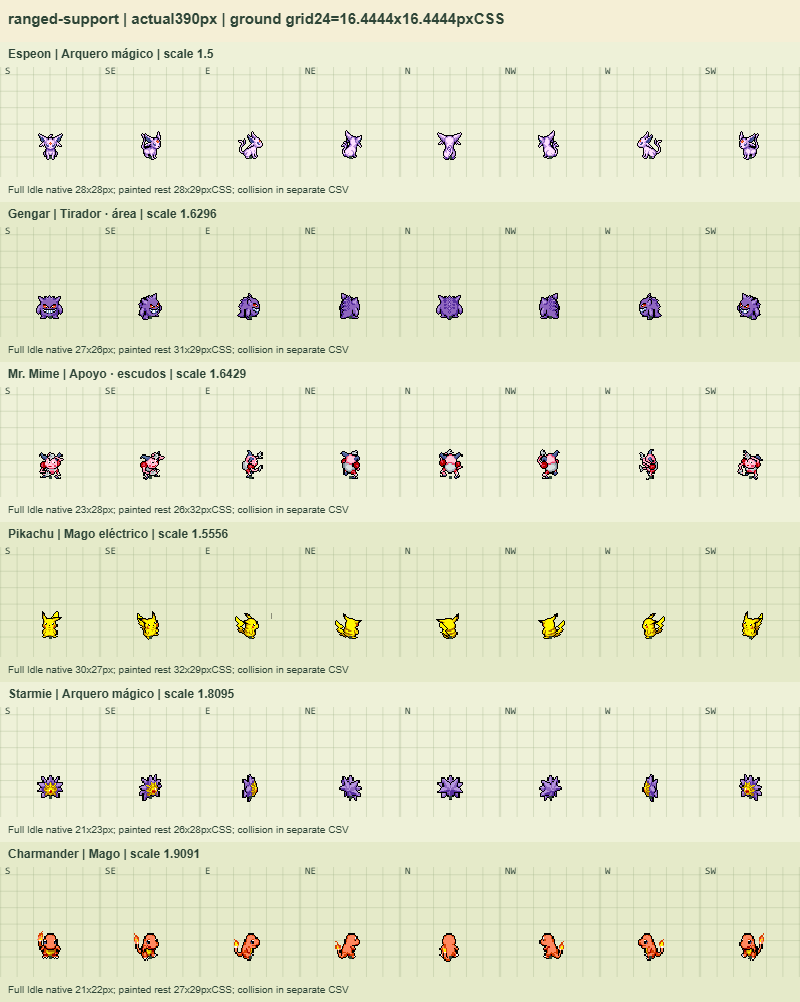 ranged-support | actual390px | ground grid24=16.4444x16.4444pxCSS
Espeon | Arquero mágico | scale 1.5
S SE E NE N NW W SW
Full Idle native 28x28px; painted rest 28x29pxCSS; collision in separate CSV
Gengar | Tirador · área | scale 1.6296
S SE E NE N NW W SW
Full Idle native 27x26px; painted rest 31x29pxCSS; collision in separate CSV
Mr. Mime | Apoyo · escudos | scale 1.6429
S SE E NE N NW W SW
Full Idle native 23x28px; painted rest 26x32pxCSS; collision in separate CSV
Pikachu | Mago eléctrico | scale 1.5556
S SE E NE N NW W SW
Full Idle native 30x27px; painted rest 32x29pxCSS; collision in separate CSV
Starmie | Arquero mágico | scale 1.8095
S SE E NE N NW W SW
Full Idle native 21x23px; painted rest 26x28pxCSS; collision in separate CSV
Charmander | Mago | scale 1.9091
S SE E NE N NW W SW
Full Idle native 21x22px; painted rest 27x29pxCSS; collision in separate CSV